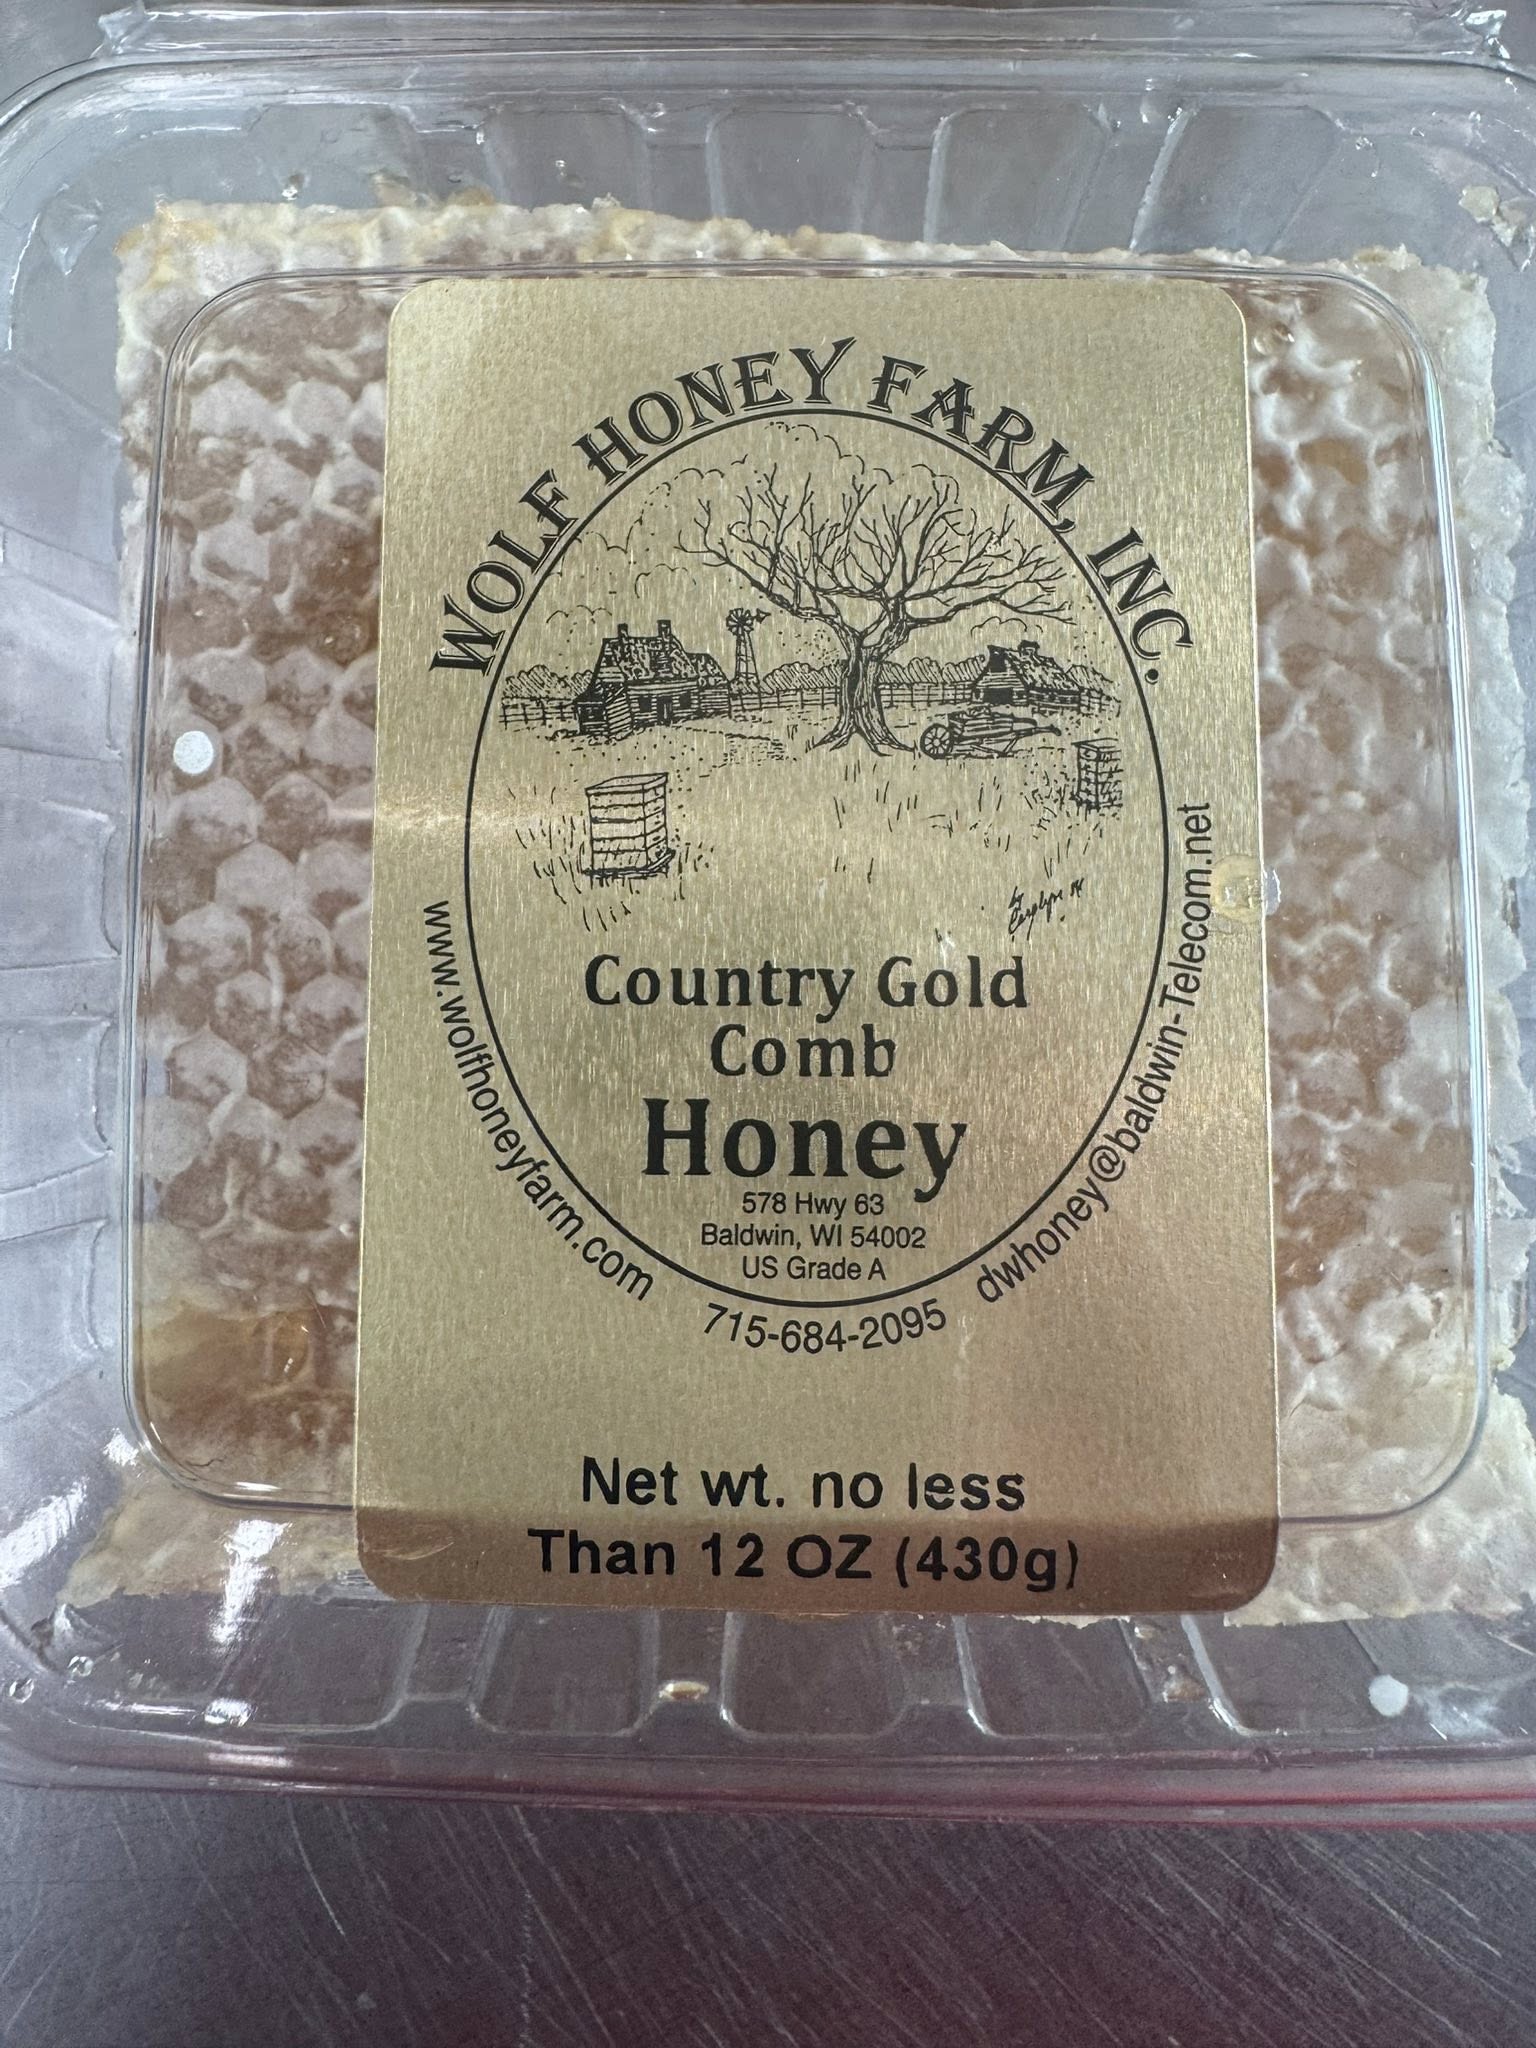 WOLF HONEY FARM, INC.
Country Gold
Comb
Honey
578 Hwy 63
Baldwin, WI 54002
US Grade A
www.wolfhoneyfarm.com
715-684-2095
dwhoney@baldwin-Telecom.net
Net wt. no less
Than 12 OZ (430g)